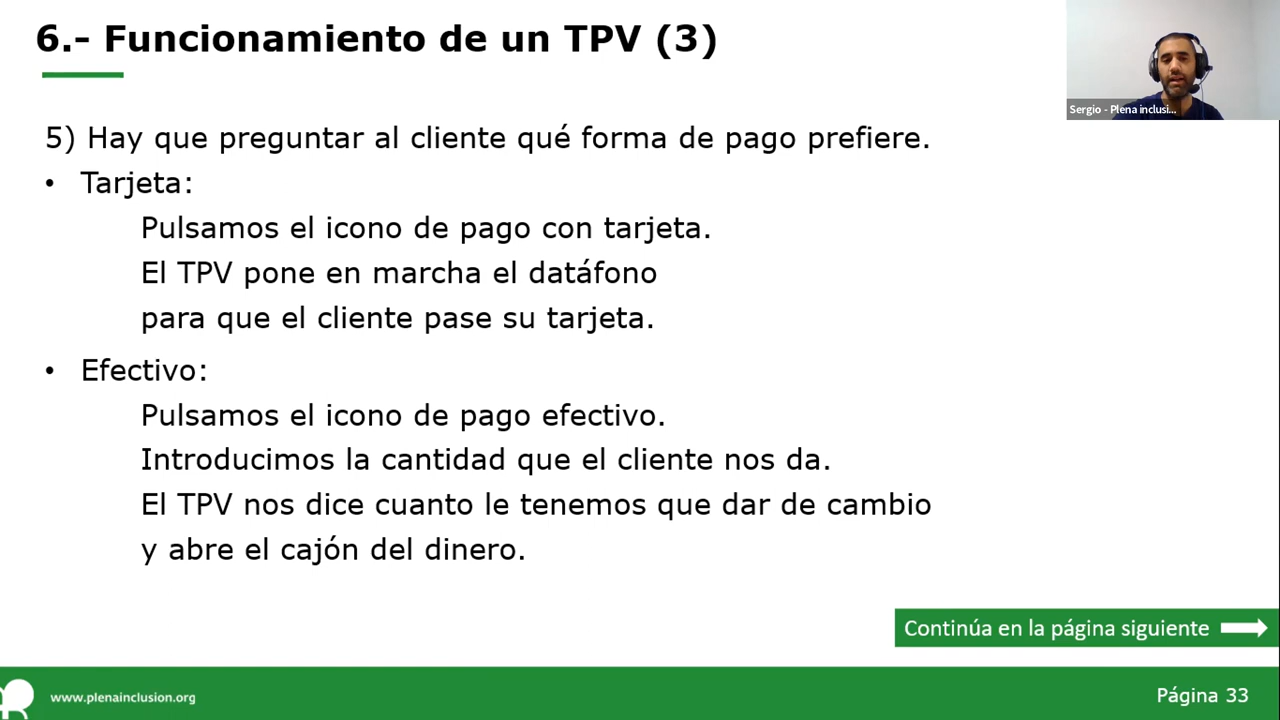 6.- Funcionamiento de un TPV (3)
Sergio - Plena inclusi...
5) Hay que preguntar al cliente qué forma de pago prefiere.
• Tarjeta:
Pulsamos el icono de pago con tarjeta.
El TPV pone en marcha el datáfono
para que el cliente pase su tarjeta.
• Efectivo:
Pulsamos el icono de pago efectivo.
Introducimos la cantidad que el cliente nos da.
El TPV nos dice cuanto le tenemos que dar de cambio
y abre el cajón del dinero.
Continúa en la página siguiente
www.plenainclusion.org
Página 33